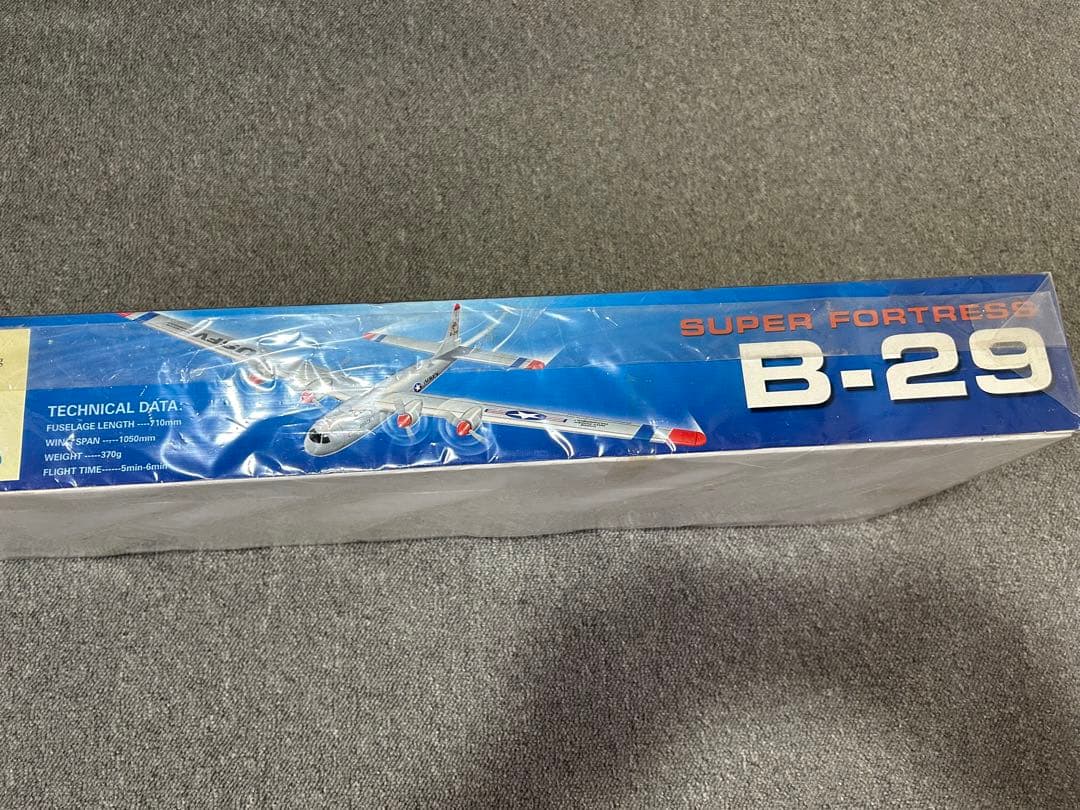 SUPER FORTRESS
B-29
TECHNICAL DATA:
FUSELAGE LENGTH ----710mm
WING SPAN ----1050mm
WEIGHT -----370g
FLIGHT TIME------5min-6min